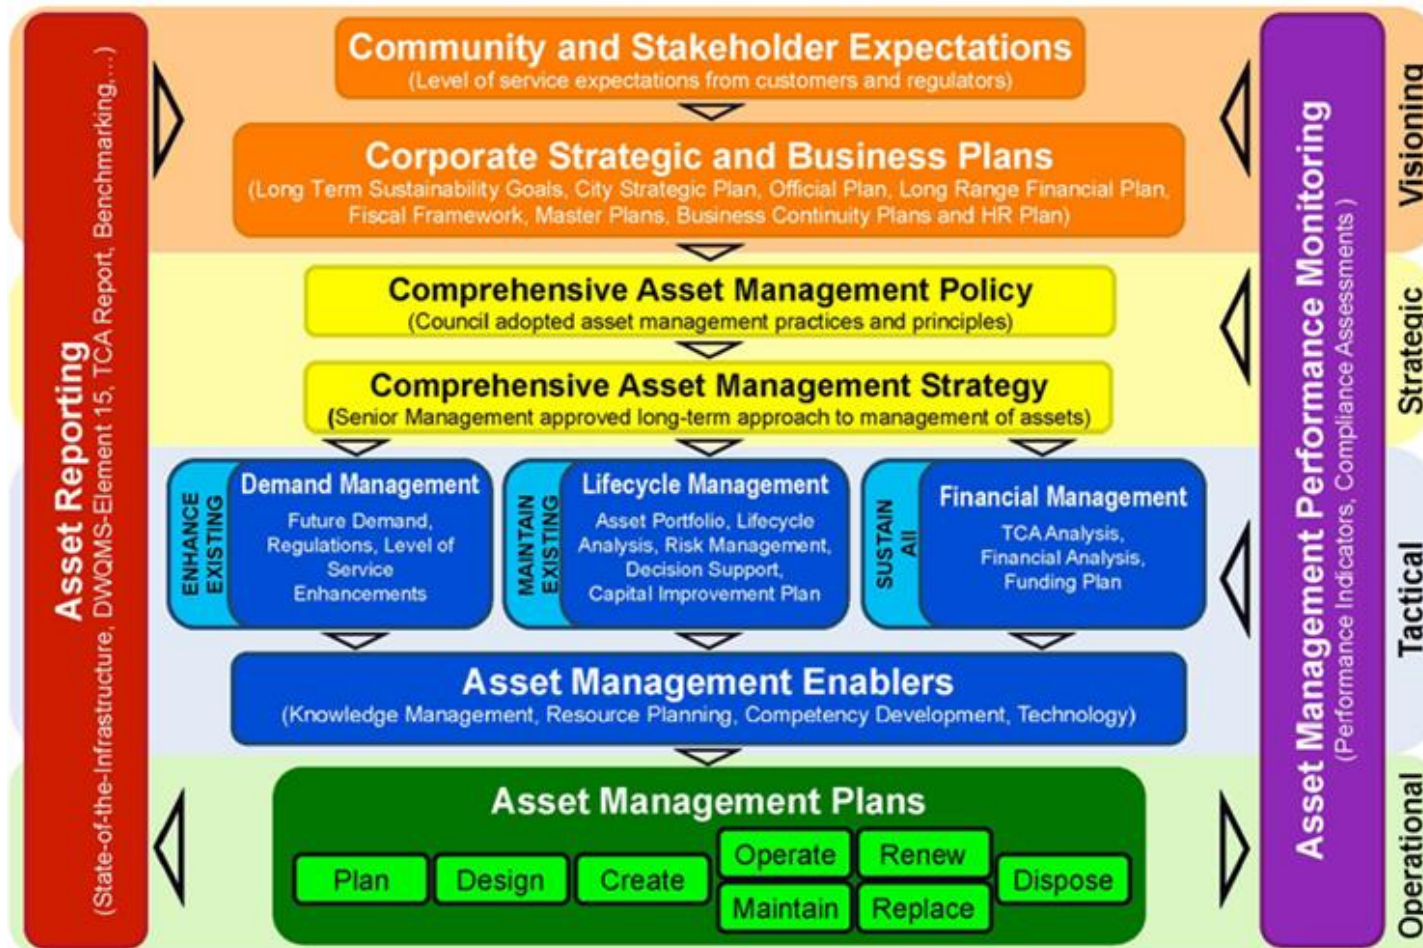 Asset Reporting
(State-of-the-Infrastructure, DWQMS-Element 15, TCA Report, Benchmarking,...)
Community and Stakeholder Expectations
(Level of service expectations from customers and regulators)
Corporate Strategic and Business Plans
(Long Term Sustainability Goals, City Strategic Plan, Official Plan, Long Range Financial Plan,
Fiscal Framework, Master Plans, Business Continuity Plans and HR Plan)
Comprehensive Asset Management Policy
(Council adopted asset management practices and principles)
Comprehensive Asset Management Strategy
(Senior Management approved long-term approach to management of assets)
ENHANCE
EXISTING
Demand Management
Future Demand,
Regulations, Level of
Service
Enhancements
MAINTAIN
EXISTING
Lifecycle Management
Asset Portfolio, Lifecycle
Analysis, Risk Management,
Decision Support,
Capital Improvement Plan
SUSTAIN
All
Financial Management
TCA Analysis,
Financial Analysis,
Funding Plan
Asset Management Enablers
(Knowledge Management, Resource Planning, Competency Development, Technology)
Asset Management Plans
Plan
Design
Create
Operate
Maintain
Renew
Replace
Dispose
Asset Management Performance Monitoring
(Performance Indicators, Compliance Assessments )
Visioning
Strategic
Tactical
Operational